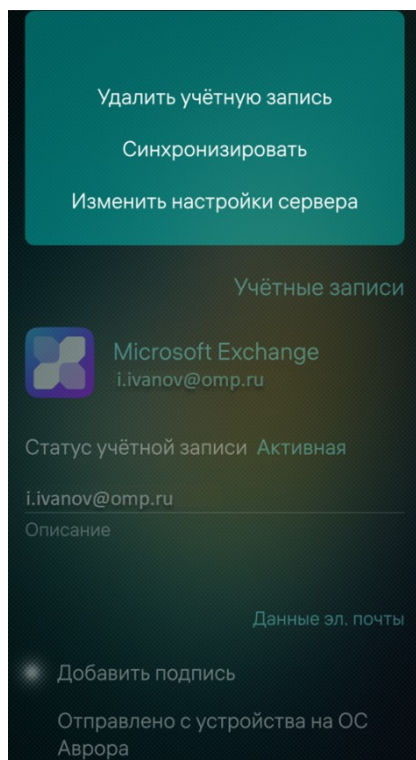 Удалить учётную запись
Синхронизировать
Изменить настройки сервера
Учётные записи
Microsoft Exchange
i.ivanov@omp.ru
Статус учётной записи Активная
i.ivanov@omp.ru
Описание
Данные эл. почты
Добавить подпись
Отправлено с устройства на ОС
Аврора